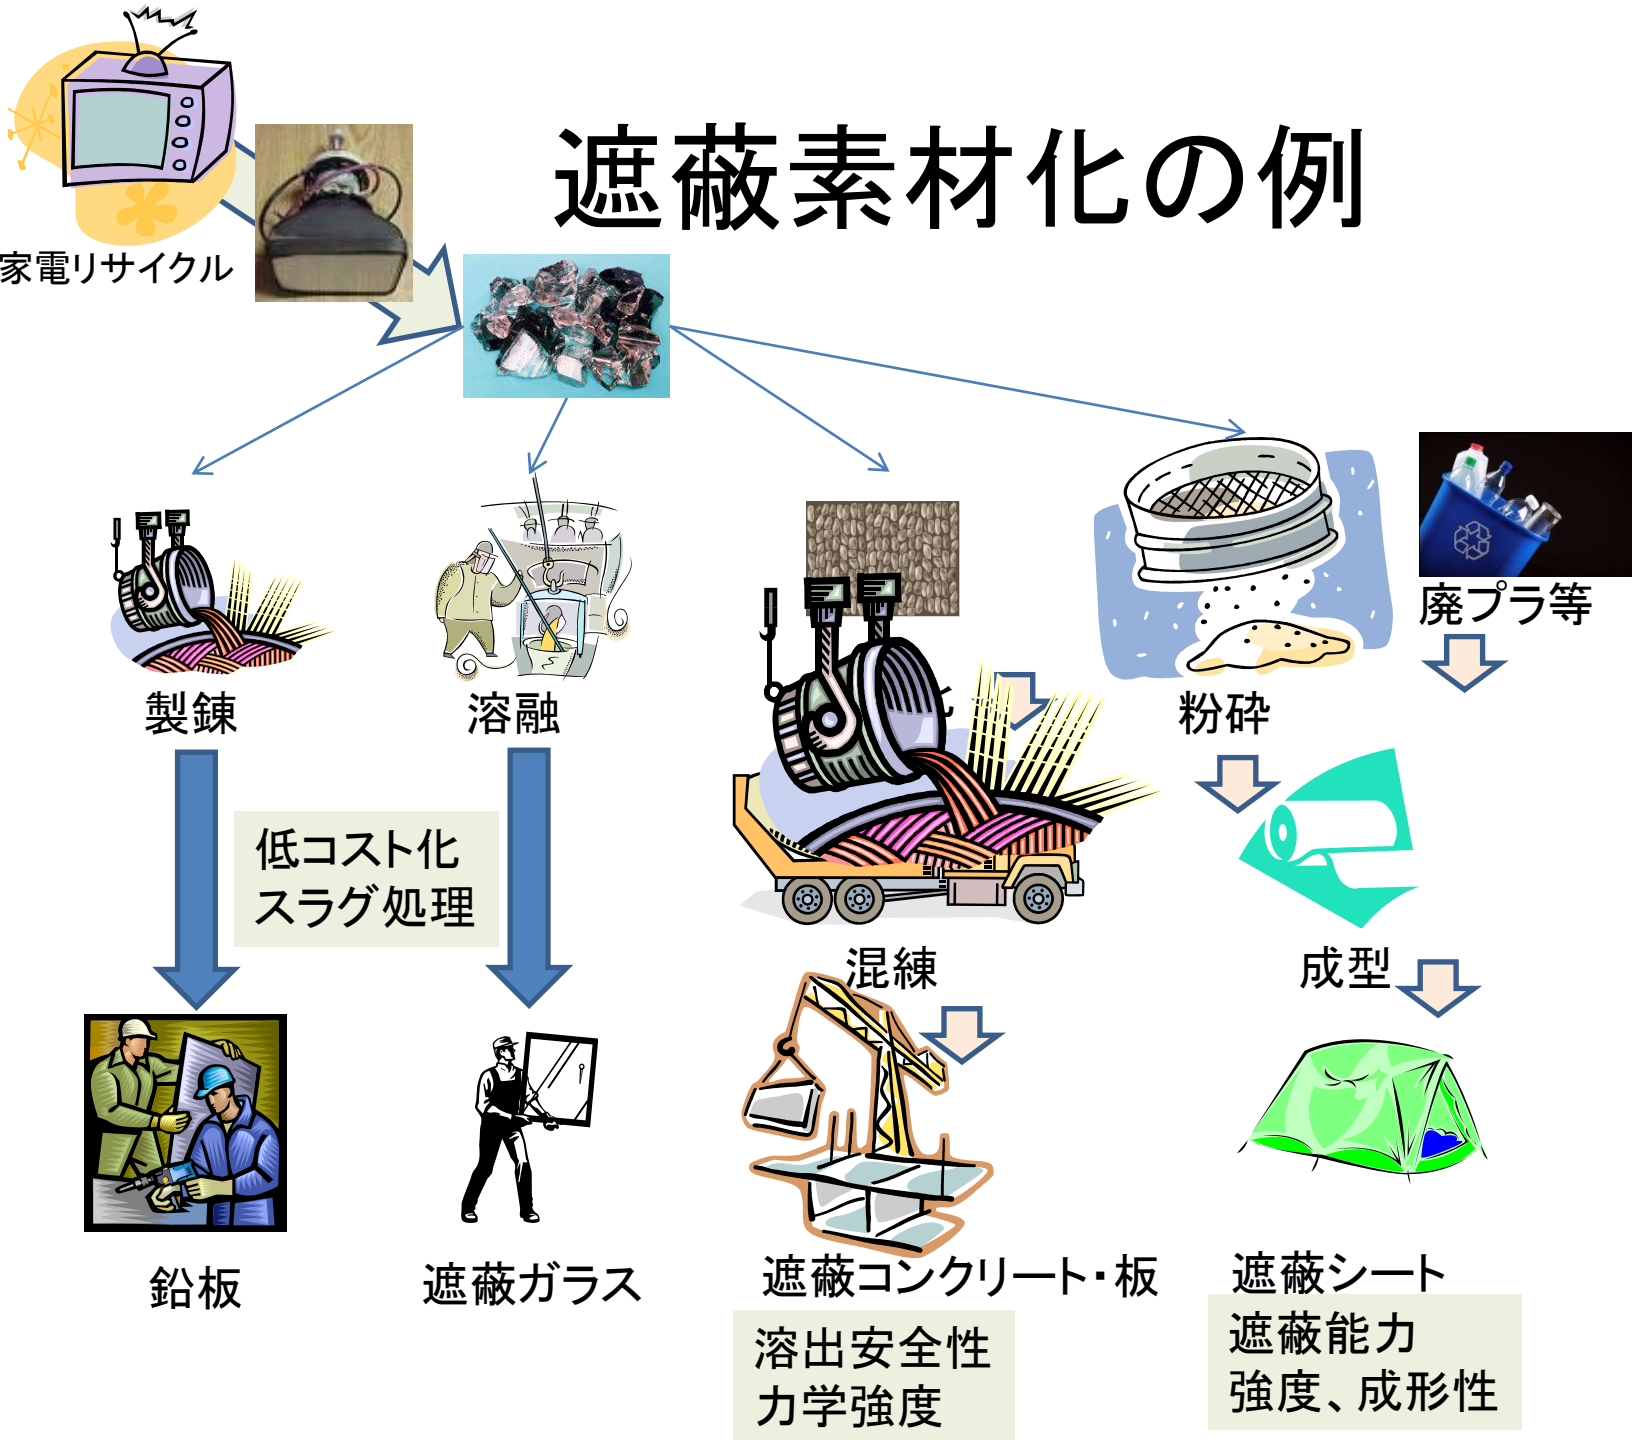 遮蔽素材化の例
家電リサイクル
廃プラ等
製錬
溶融
粉砕
低コスト化
スラグ処理
混練
成型
鉛板
遮蔽ガラス
遮蔽コンクリート・板
遮蔽シート
溶出安全性
力学強度
遮蔽能力
強度、成形性